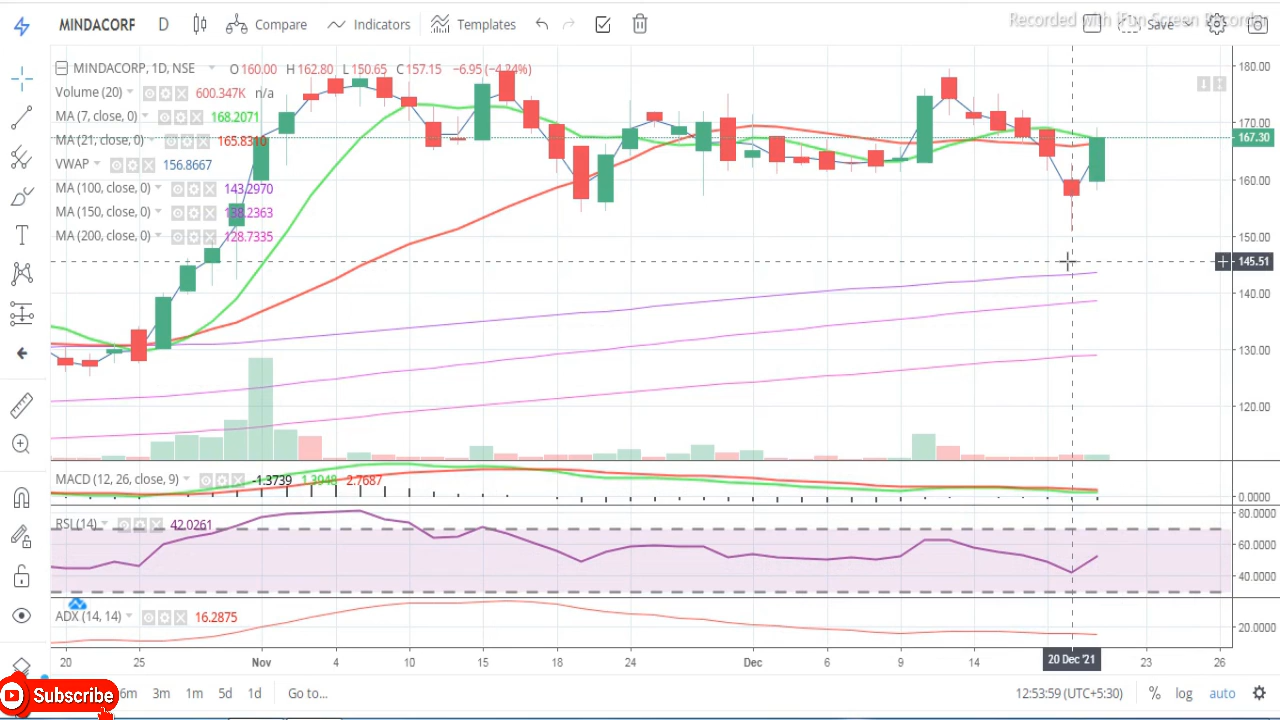 Recorded with iFun Screen Recorder
MINDACORF D Compare Indicators Templates Save
MINDACORP, 1D, NSE O160.00 H162.80 L150.65 C157.15 -6.95 (-4.24%)
Volume (20) 600.347K n/a
MA (7, close, 0) 168.2071
MA (21, close, 0) 165.8310
VWAP 156.8667
MA (100, close, 0) 143.2970
MA (150, close, 0) 138.2363
MA (200, close, 0) 128.7335
180.00
170.00
167.30
160.00
150.00
145.51
140.00
130.00
120.00
MACD (12, 26, close, 9) -1.3739 1.3948 2.7687
0.0000
RSI (14) 42.0261
80.0000
60.0000
40.0000
ADX (14, 14) 16.2875
20.0000
20 25 Nov 4 10 15 18 24 Dec 6 9 14 20 Dec '21 23 26
Subscribe 6m 3m 1m 5d 1d Go to... 12:53:59 (UTC+5:30) % log auto